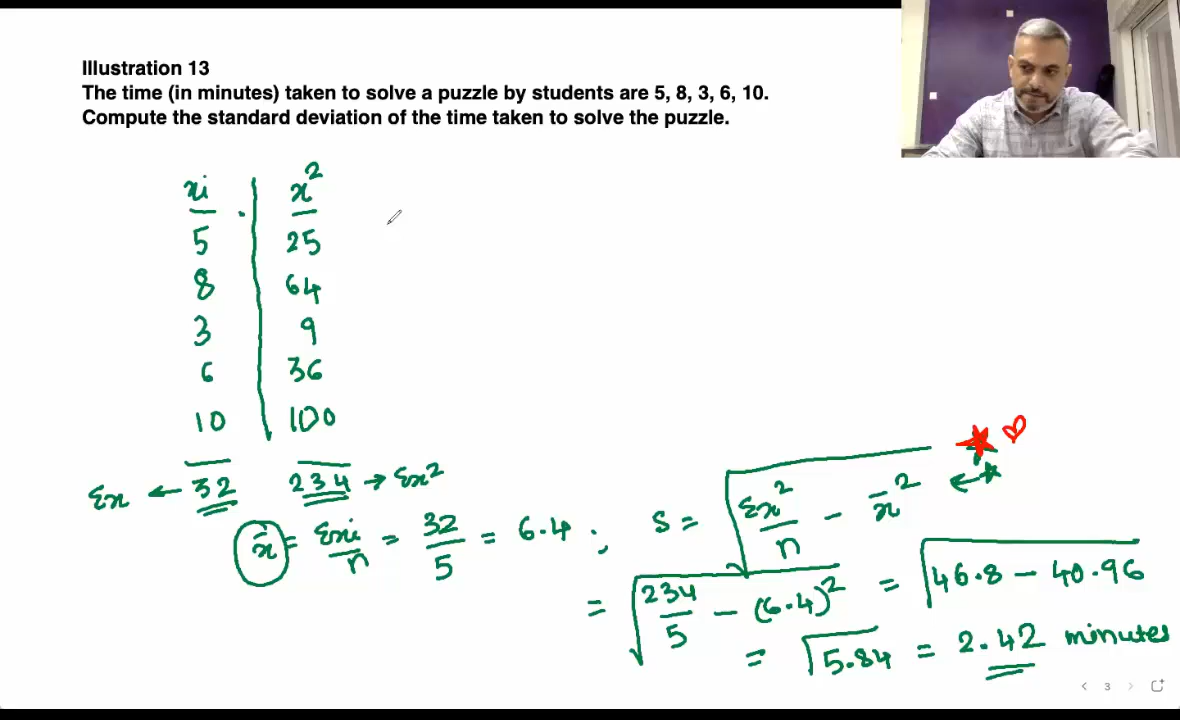 Illustration 13
The time (in minutes) taken to solve a puzzle by students are 5, 8, 3, 6, 10.
Compute the standard deviation of the time taken to solve the puzzle.
xi x²
5 25
8 64
3 9
6 36
10 100
Σx ← 32 234 → Σx²
x̄ = Σxi/n = 32/5 = 6.4 ; S = √(Σx²/n − x̄²) ←
= √(234/5 − (6.4)²) = √(46.8 − 40.96)
= √5.84 = 2.42 minutes
3